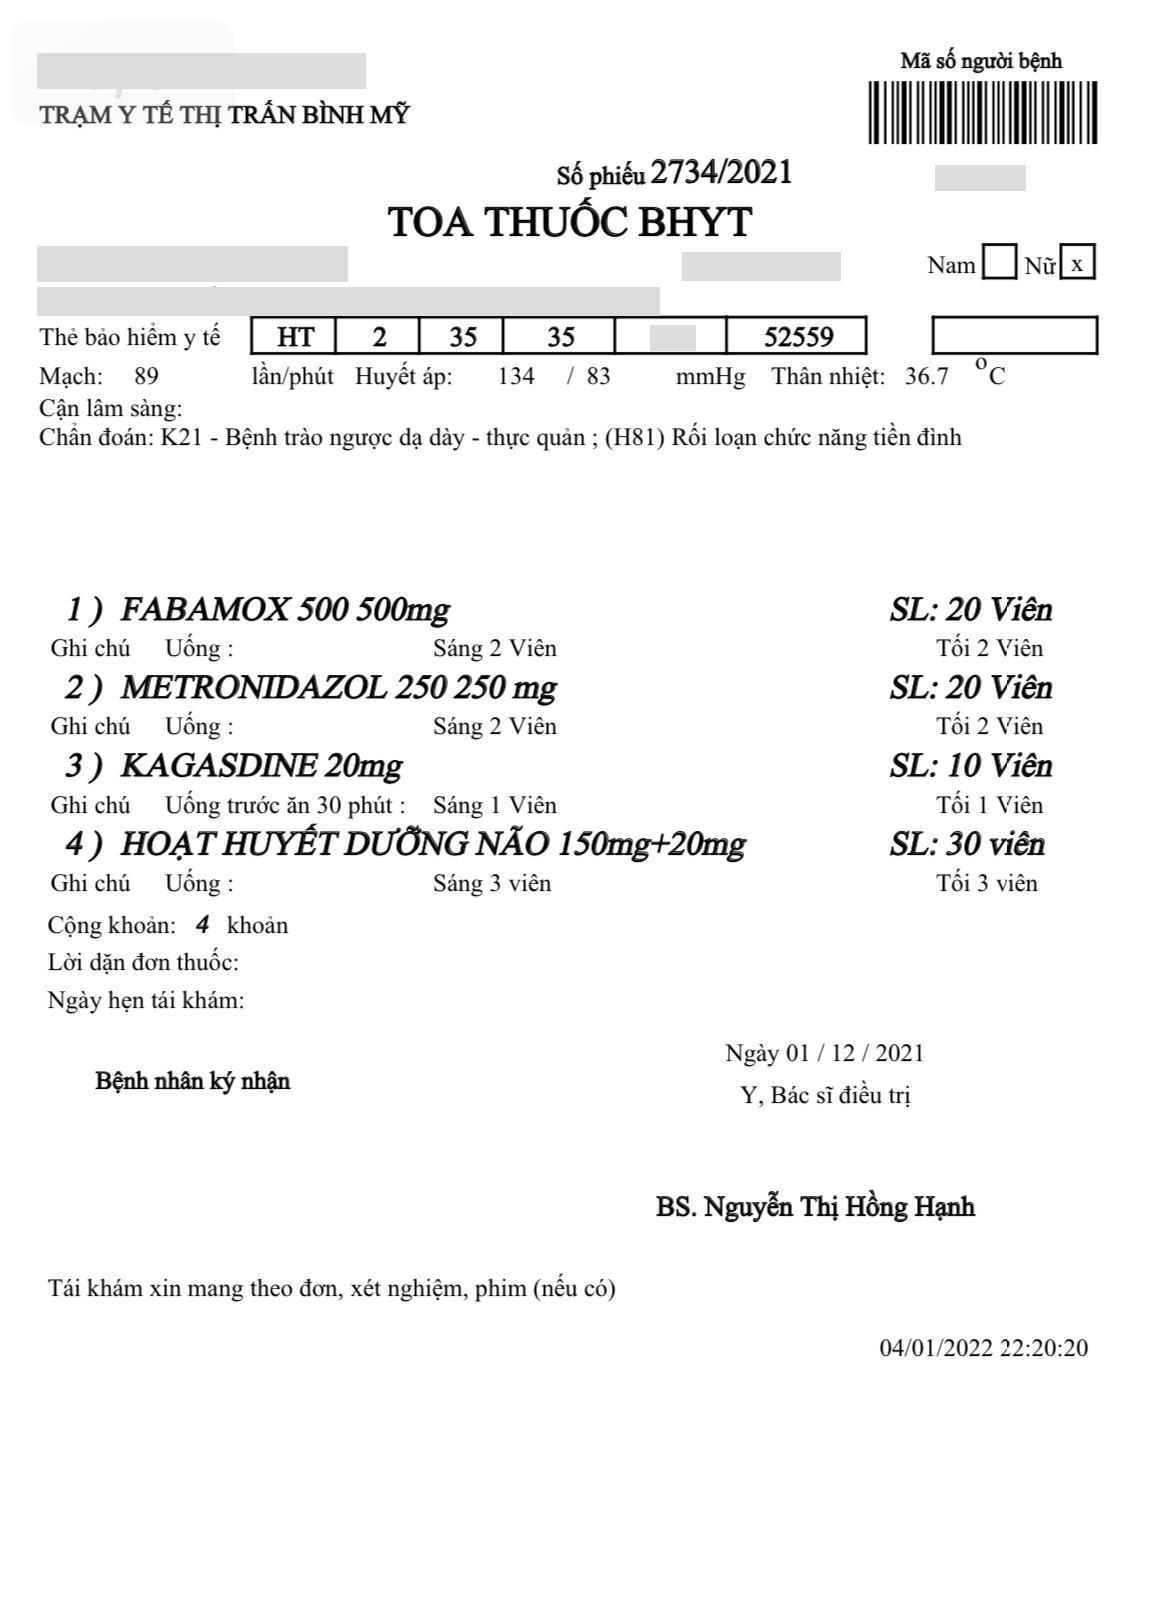 Mã số người bệnh
TRẠM Y TẾ THỊ TRẤN BÌNH MỸ
Số phiếu 2734/2021
TOA THUỐC BHYT
Nam Nữ x
Thẻ bảo hiểm y tế HT 2 35 35 52559
Mạch: 89 lần/phút Huyết áp: 134 / 83 mmHg Thân nhiệt: 36.7 °C
Cận lâm sàng:
Chẩn đoán: K21 - Bệnh trào ngược dạ dày - thực quản ; (H81) Rối loạn chức năng tiền đình
1 ) FABAMOX 500 500mg SL: 20 Viên
Ghi chú Uống : Sáng 2 Viên Tối 2 Viên
2 ) METRONIDAZOL 250 250 mg SL: 20 Viên
Ghi chú Uống : Sáng 2 Viên Tối 2 Viên
3 ) KAGASDINE 20mg SL: 10 Viên
Ghi chú Uống trước ăn 30 phút : Sáng 1 Viên Tối 1 Viên
4 ) HOẠT HUYẾT DƯỠNG NÃO 150mg+20mg SL: 30 viên
Ghi chú Uống : Sáng 3 viên Tối 3 viên
Cộng khoản: 4 khoản
Lời dặn đơn thuốc:
Ngày hẹn tái khám:
Ngày 01 / 12 / 2021
Bệnh nhân ký nhận
Y, Bác sĩ điều trị
BS. Nguyễn Thị Hồng Hạnh
Tái khám xin mang theo đơn, xét nghiệm, phim (nếu có)
04/01/2022 22:20:20